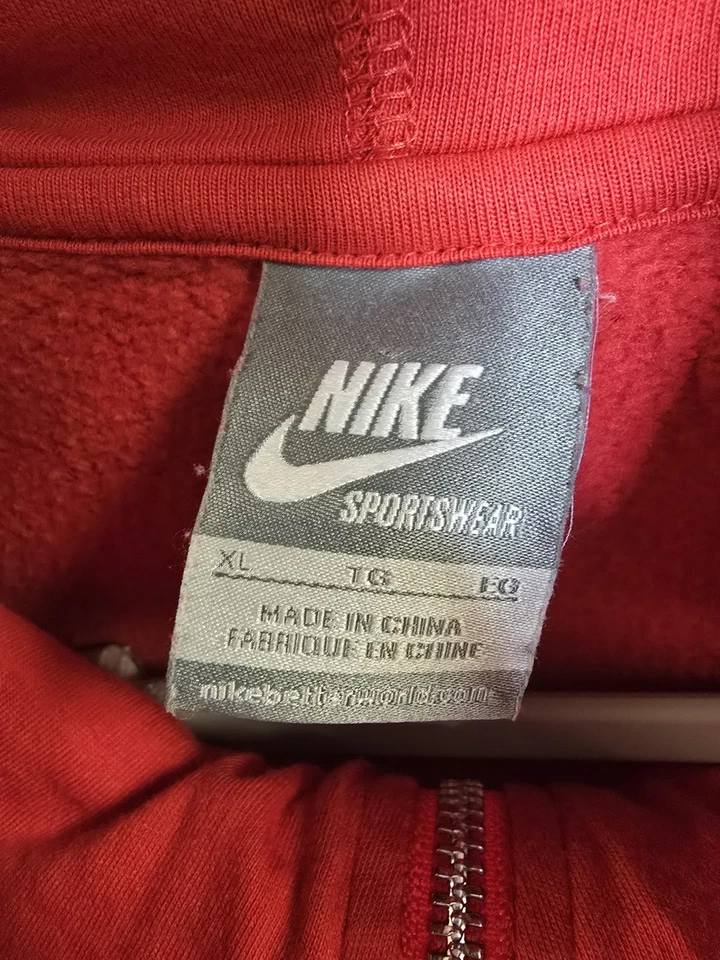 NIKE
SPORTSWEAR
XL TG EG
MADE IN CHINA
FABRIQUE EN CHINE
nikebetterworld.com